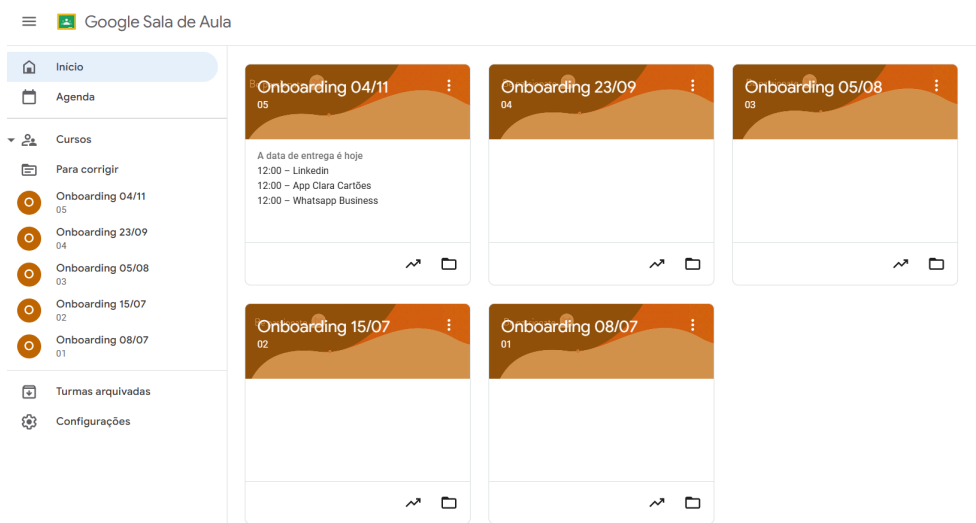 Google Sala de Aula
Início
Agenda
Cursos
Para corrigir
Onboarding 04/11
05
Onboarding 23/09
04
Onboarding 05/08
03
Onboarding 15/07
02
Onboarding 08/07
01
Turmas arquivadas
Configurações
Onboarding 04/11
05
A data de entrega é hoje
12:00 – Linkedin
12:00 – App Clara Cartões
12:00 – Whatsapp Business
Onboarding 23/09
04
Onboarding 05/08
03
Onboarding 15/07
02
Onboarding 08/07
01